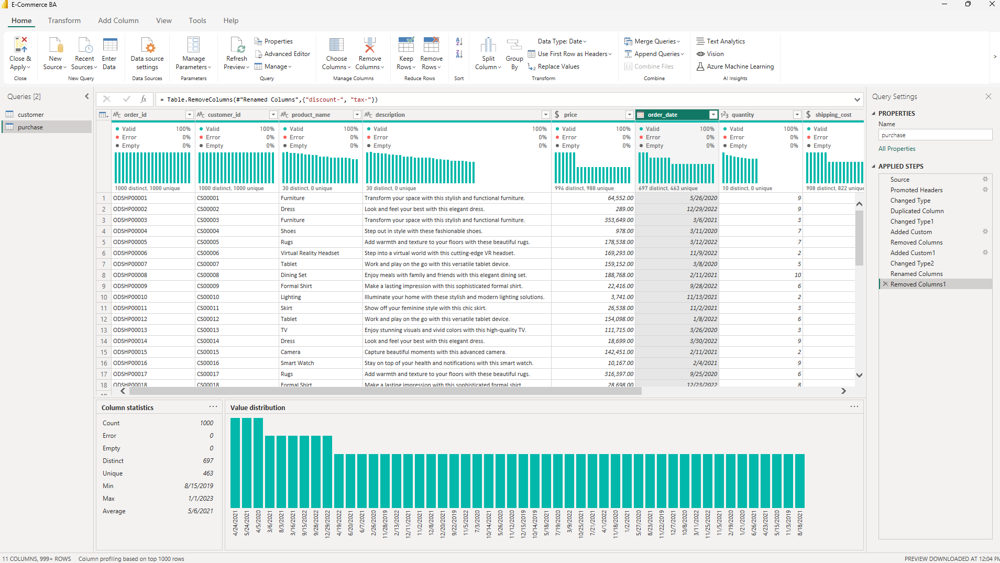 E-Commerce BA
Home Transform Add Column View Tools Help
Close & Apply
Close
New Source
Recent Sources
Enter Data
New Query
Data source settings
Data Sources
Manage Parameters
Parameters
Refresh Preview
Properties
Advanced Editor
Manage
Query
Choose Columns
Remove Columns
Manage Columns
Keep Rows
Remove Rows
Reduce Rows
Sort
Split Column
Group By
Data Type: Date
Use First Row as Headers
Replace Values
Transform
Merge Queries
Append Queries
Combine Files
Combine
Text Analytics
Vision
Azure Machine Learning
AI Insights
Queries [2]
customer
purchase
fx = Table.RemoveColumns(#"Renamed Columns",{"discount-", "tax-"})
order_id customer_id product_name description price order_date quantity shipping_cost
Valid 100% Valid 100% Valid 100% Valid 100% Valid 100% Valid 100% Valid 100% Valid
Error 0% Error 0% Error 0% Error 0% Error 0% Error 0% Error 0% Error
Empty 0% Empty 0% Empty 0% Empty 0% Empty 0% Empty 0% Empty 0% Empty
1000 distinct, 1000 unique 1000 distinct, 1000 unique 30 distinct, 0 unique 30 distinct, 0 unique 994 distinct, 988 unique 697 distinct, 463 unique 10 distinct, 0 unique 908 distinct, 822 unique
1 ODSHP00001 CS00001 Furniture Transform your space with this stylish and functional furniture. 64,552.00 5/26/2020 9
2 ODSHP00002 CS00002 Dress Look and feel your best with this elegant dress. 289.00 12/29/2022 9
3 ODSHP00003 CS00003 Furniture Transform your space with this stylish and functional furniture. 353,649.00 3/6/2021 3
4 ODSHP00004 CS00004 Shoes Step out in style with these fashionable shoes. 978.00 3/11/2020 7
5 ODSHP00005 CS00005 Rugs Add warmth and texture to your floors with these beautiful rugs. 178,538.00 3/12/2022 7
6 ODSHP00006 CS00006 Virtual Reality Headset Step into a virtual world with this cutting-edge VR headset. 169,293.00 11/9/2022 2
7 ODSHP00007 CS00007 Tablet Work and play on the go with this versatile tablet device. 159,152.00 3/8/2020 5
8 ODSHP00008 CS00008 Dining Set Enjoy meals with family and friends with this elegant dining set. 188,768.00 2/11/2021 10
9 ODSHP00009 CS00009 Formal Shirt Make a lasting impression with this sophisticated formal shirt. 22,416.00 9/28/2022 6
10 ODSHP00010 CS00010 Lighting Illuminate your home with these stylish and modern lighting solutions. 3,741.00 11/13/2021 2
11 ODSHP00011 CS00011 Skirt Show off your feminine style with this chic skirt. 26,538.00 11/2/2021 3
12 ODSHP00012 CS00012 Tablet Work and play on the go with this versatile tablet device. 154,098.00 1/8/2022 6
13 ODSHP00013 CS00013 TV Enjoy stunning visuals and vivid colors with this high-quality TV. 111,715.00 3/26/2020 3
14 ODSHP00014 CS00014 Dress Look and feel your best with this elegant dress. 18,699.00 3/30/2022 9
15 ODSHP00015 CS00015 Camera Capture beautiful moments with this advanced camera. 142,451.00 2/11/2021 2
16 ODSHP00016 CS00016 Smart Watch Stay on top of your health and notifications with this smart watch. 10,167.00 2/4/2021 9
17 ODSHP00017 CS00017 Rugs Add warmth and texture to your floors with these beautiful rugs. 316,397.00 9/25/2020 6
18 ODSHP00018 CS00018 Formal Shirt Make a lasting impression with this sophisticated formal shirt 28,698.00 12/23/2022 8
Column statistics
Count 1000
Error 0
Empty 0
Distinct 697
Unique 463
Min 8/15/2019
Max 1/1/2023
Average 5/6/2021
Value distribution
4/24/2021 5/24/2021 4/5/2020 3/6/2021 8/3/2021 3/16/2021 9/15/2022 9/28/2022 12/29/2022 4/19/2022 6/20/2021 6/7/2021 2/26/2020 11/28/2019 2/13/2022 12/11/2021 11/2/2021 12/8/2021 12/20/2021 9/22/2019 11/5/2022 7/3/2020 10/14/2021 5/26/2020 11/12/2020 12/15/2019 10/14/2019 5/18/2021 7/19/2020 3/9/2022 10/25/2021 7/21/2021 4/1/2022 11/18/2020 1/2/2021 5/27/2020 8/23/2021 11/22/2019 12/7/2021 10/8/2020 3/11/2022 11/25/2022 11/5/2021 2/19/2020 1/21/2020 6/26/2021 4/23/2021 5/15/2020 11/3/2019 8/18/2021
Query Settings
PROPERTIES
Name
purchase
All Properties
APPLIED STEPS
Source
Promoted Headers
Changed Type
Duplicated Column
Changed Type1
Added Custom
Removed Columns
Added Custom1
Changed Type2
Renamed Columns
Removed Columns1
11 COLUMNS, 999+ ROWS Column profiling based on top 1000 rows
PREVIEW DOWNLOADED AT 12:04 PM